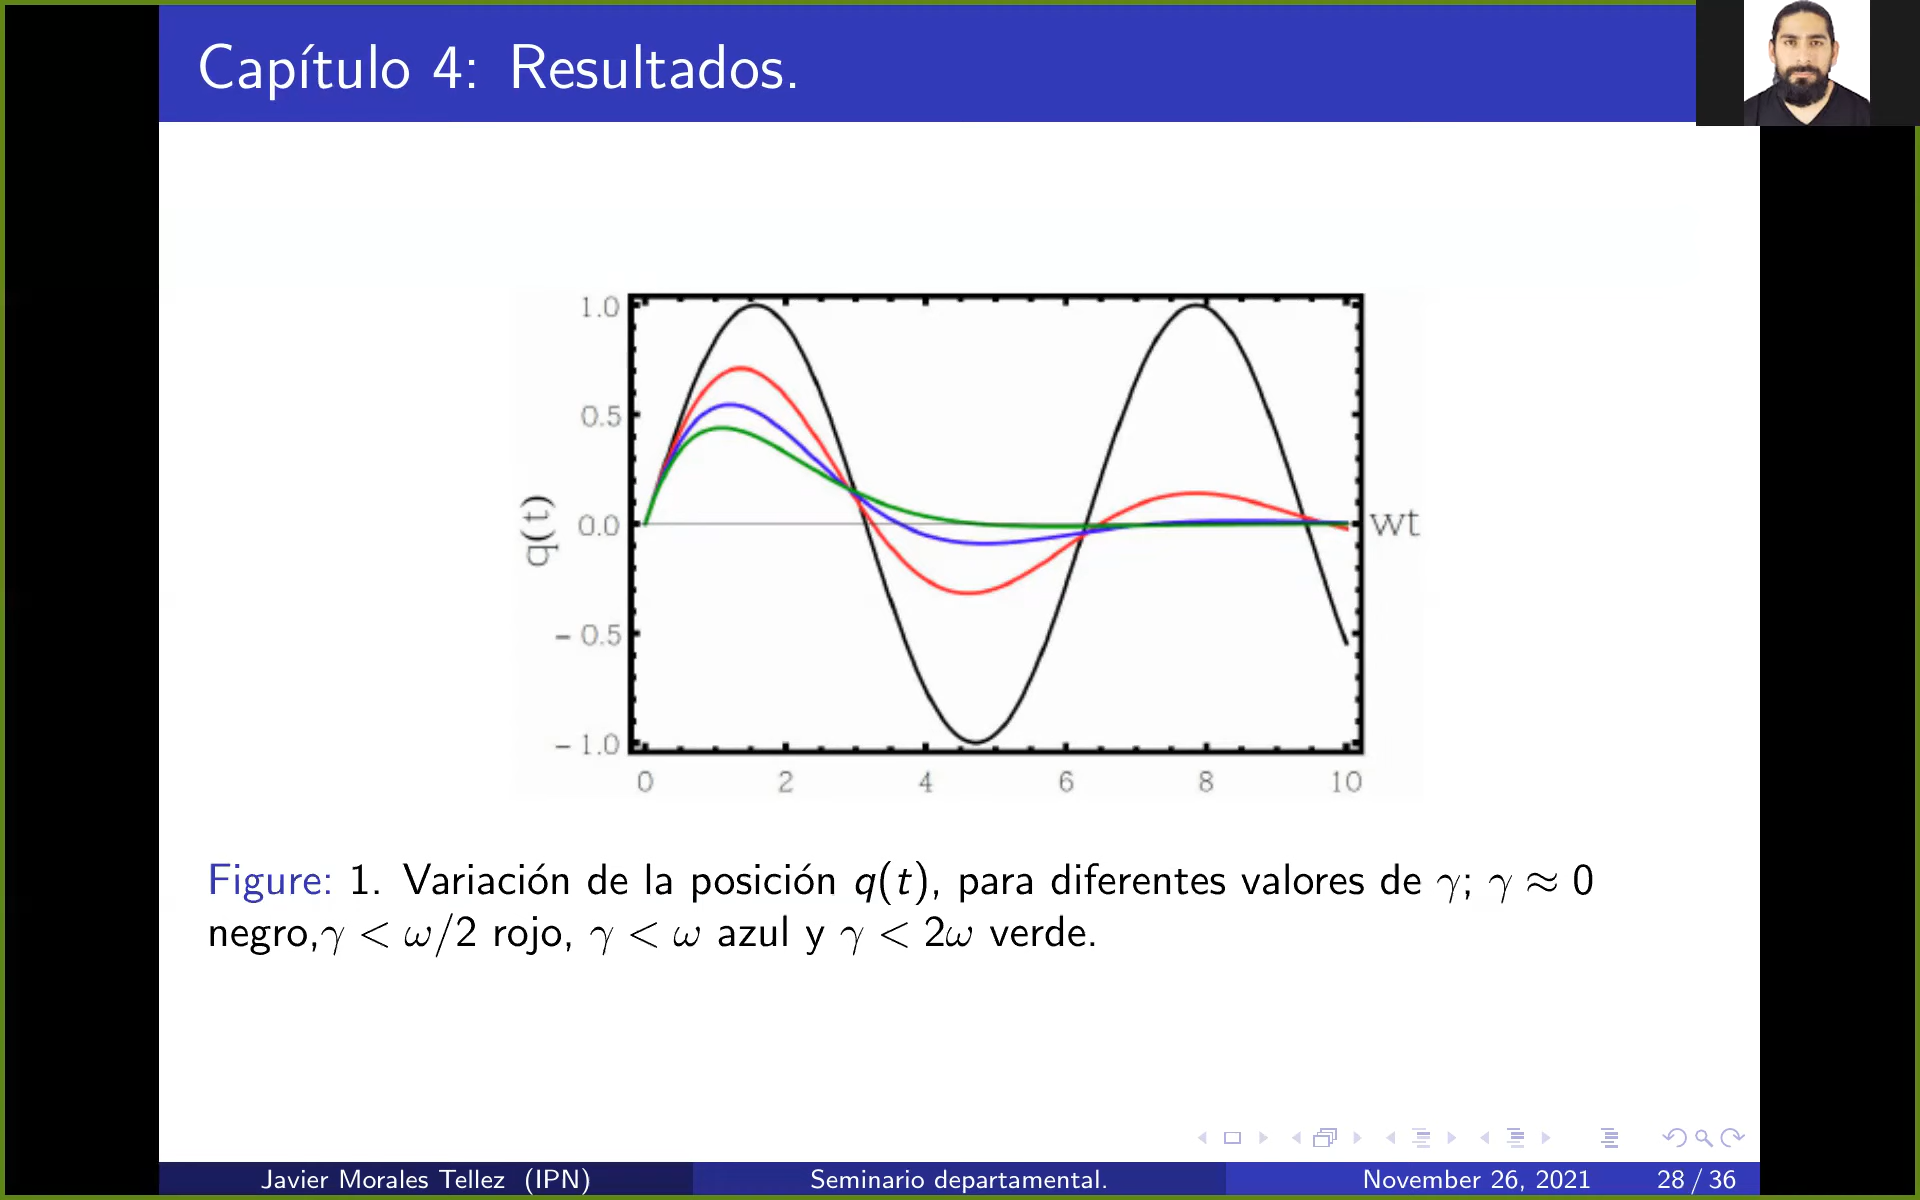 Capítulo 4: Resultados.
1.0
0.5
0.0
- 0.5
- 1.0
q(t)
wt
0 2 4 6 8 10
Figure: 1. Variación de la posición q(t), para diferentes valores de γ; γ ≈ 0
negro,γ < ω/2 rojo, γ < ω azul y γ < 2ω verde.
Javier Morales Tellez (IPN) Seminario departamental. November 26, 2021 28 / 36